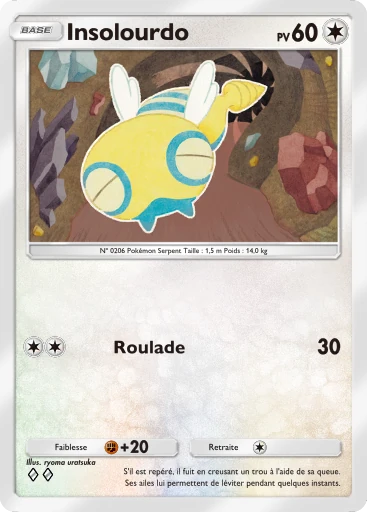 BASE Insolourdo PV 60
N° 0206 Pokémon Serpent Taille : 1,5 m Poids : 14,0 kg
Roulade 30
Faiblesse +20 Retraite
Illus. ryoma uratsuka
S'il est repéré, il fuit en creusant un trou à l'aide de sa queue.
Ses ailes lui permettent de léviter pendant quelques instants.